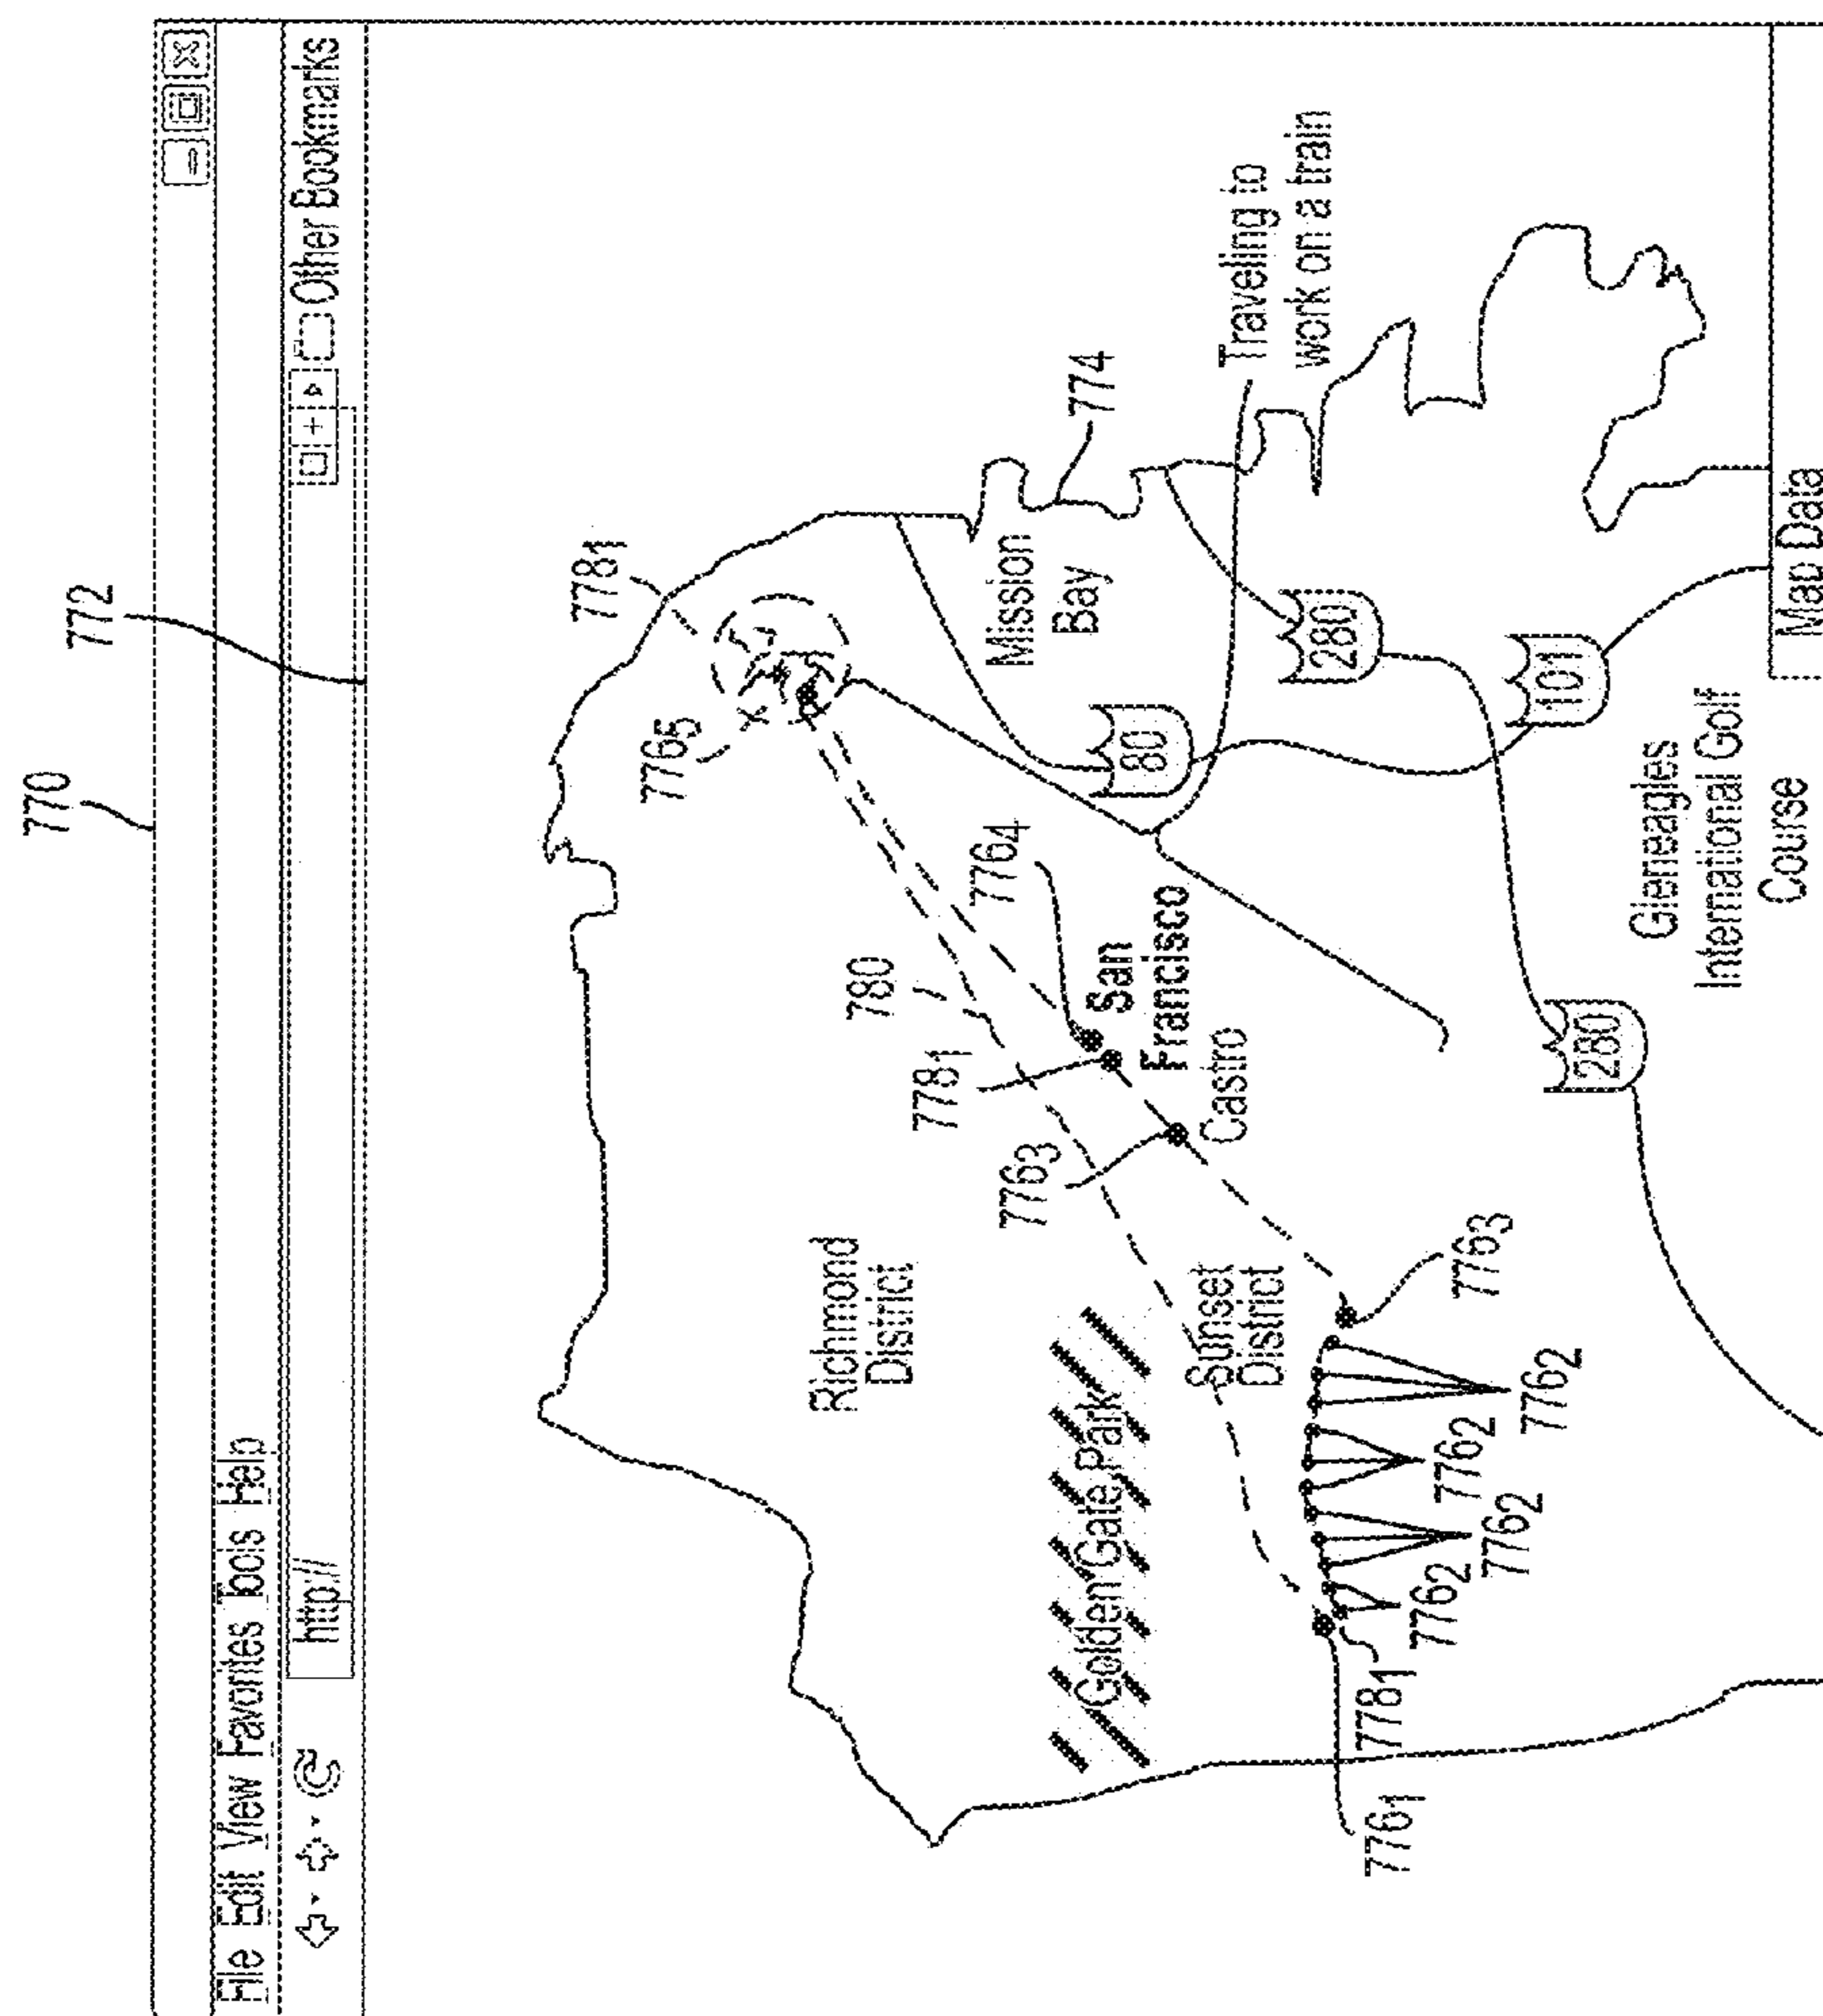 770
772
File Edit View Favorites Tools Help
http://
Other Bookmarks
778₁
776₅
774
Mission
Bay
Traveling to
work on a train
80
280
101
776₄
780
778₁
San
Francisco
Castro
776₃
Richmond
District
Golden Gate Park
Sunset
District
776₃
776₂
776₂
776₂
776₂
778₁
776₁
280
Gleneagles
International Golf
Course
Map Data